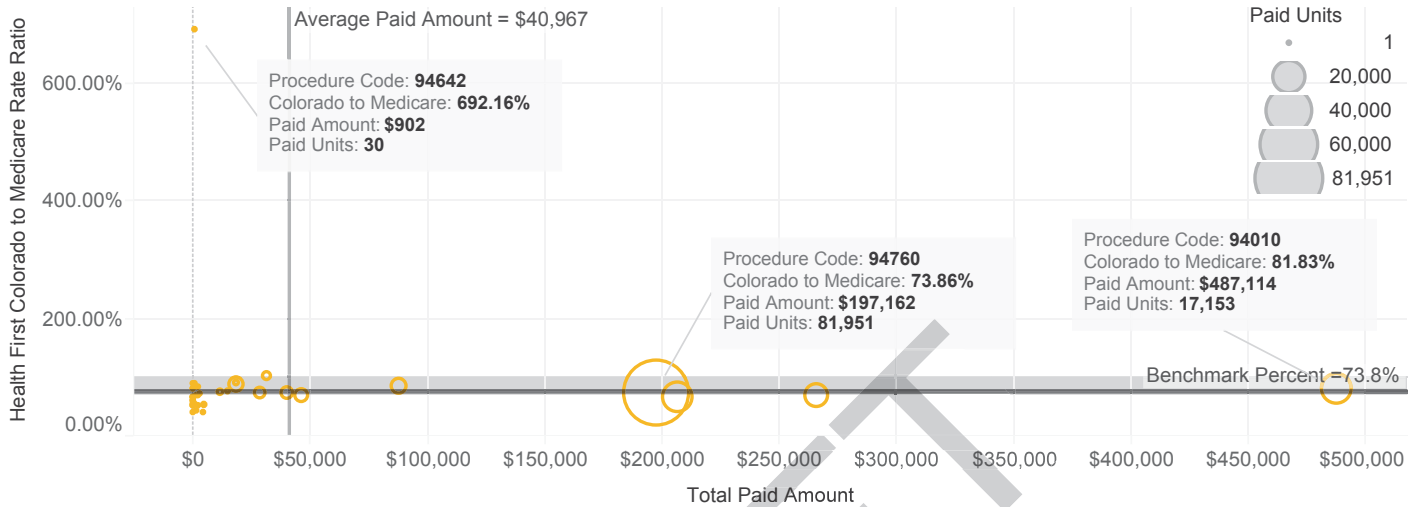 Average Paid Amount = $40,967
Paid Units
1
20,000
40,000
60,000
81,951
Health First Colorado to Medicare Rate Ratio
600.00%
400.00%
200.00%
0.00%
Procedure Code: 94642
Colorado to Medicare: 692.16%
Paid Amount: $902
Paid Units: 30
Procedure Code: 94760
Colorado to Medicare: 73.86%
Paid Amount: $197,162
Paid Units: 81,951
Procedure Code: 94010
Colorado to Medicare: 81.83%
Paid Amount: $487,114
Paid Units: 17,153
Benchmark Percent =73.8%
$0 $50,000 $100,000 $150,000 $200,000 $250,000 $300,000 $350,000 $400,000 $450,000 $500,000
Total Paid Amount